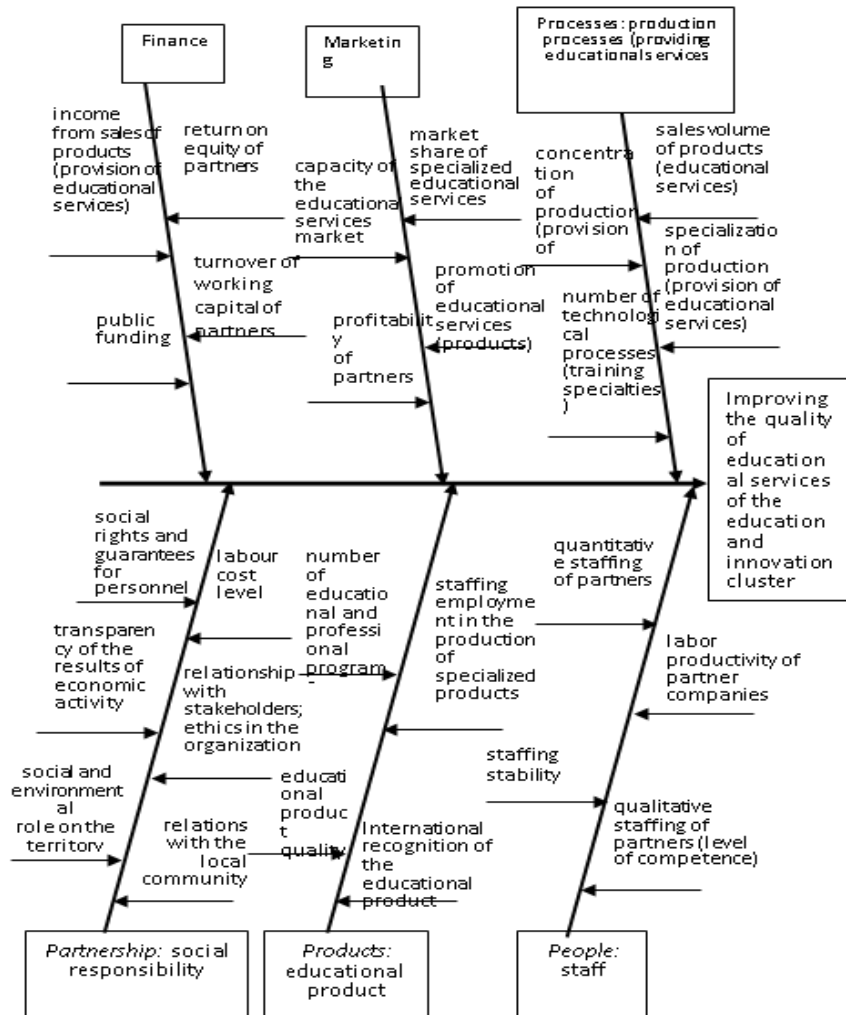 Finance
Marketin
g
Processes: production
processes (providing
educational services
income
from sales of
products
(provision of
educational
services)
return on
equity of
partners
capacity of
the
educational
services
market
market
share of
specialized
educational
services
concentra
tion
of
production
(provision
of
sales volume
of products
(educational
services)
public
funding
turnover of
working
capital of
partners
profitabilit
y
of
partners
promotion
of
educational
services
(products)
number of
technologi
cal
processes
(training
specialties
)
specializatio
n of
production
(provision of
educational
services)
Improving
the quality
of
education
al services
of the
education
and
innovation
cluster
social
rights and
guarantees
for
personnel
labour
cost level
number
of
educatio
nal and
professi
onal
program
staffing
employme
nt in the
production
of
specialized
products
quantitativ
e staffing
of partners
labor
productivity of
partner
companies
transparen
cy of the
results of
economic
activity
relationship
with
stakeholders;
ethics in the
organization
staffing
stability
social and
environment
al
role on the
territory
relations
with the
local
community
educati
onal
produc
t
quality
International
recognition of
the
educational
product
qualitative
staffing of
partners (level
of competence)
Partnership: social
responsibility
Products:
educational
product
People:
staff